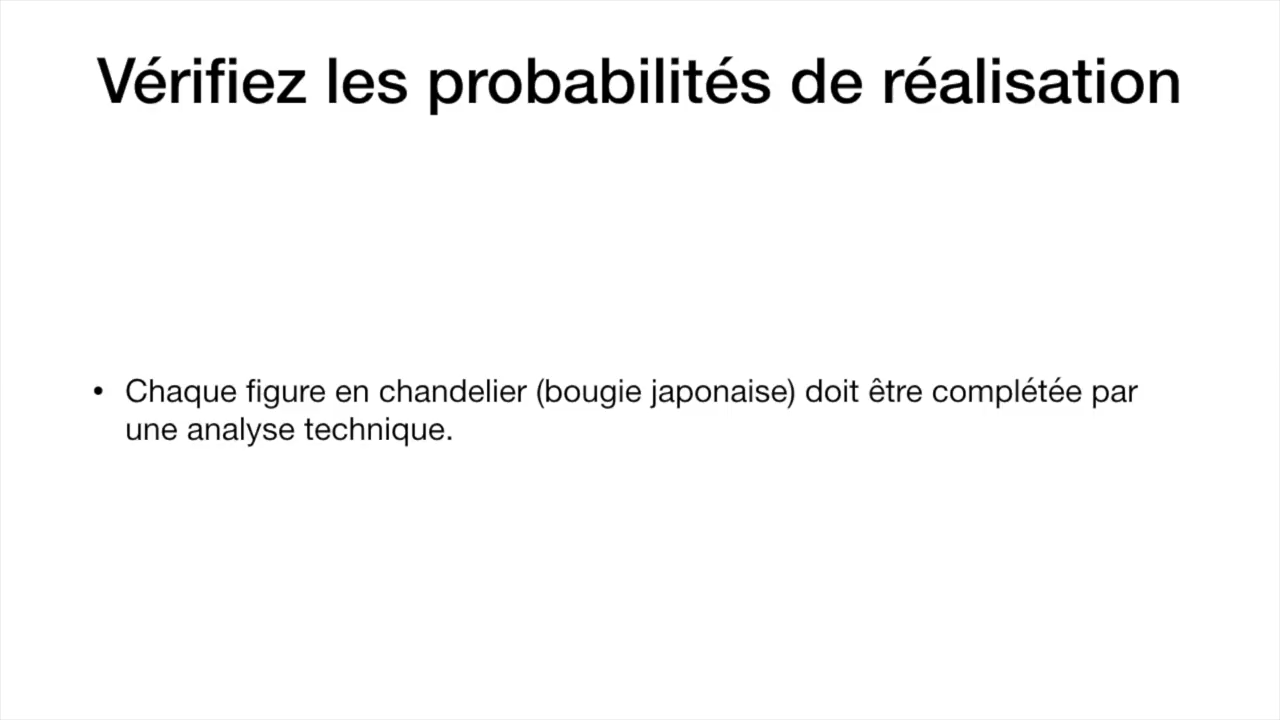 Vérifiez les probabilités de réalisation
• Chaque figure en chandelier (bougie japonaise) doit être complétée par
une analyse technique.